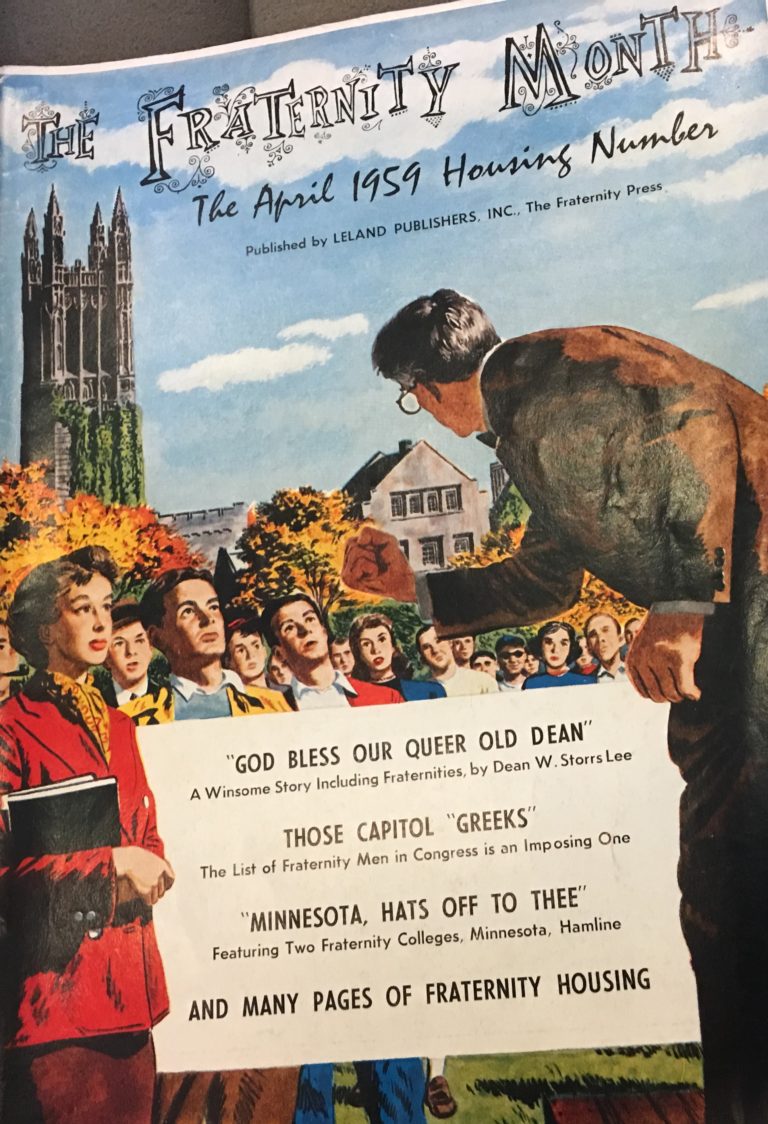 The Fraternity Month
The April 1959 Housing Number
Published by LELAND PUBLISHERS, INC., The Fraternity Press
"GOD BLESS OUR QUEER OLD DEAN"
A Winsome Story Including Fraternities, by Dean W. Storrs Lee
THOSE CAPITOL "GREEKS"
The List of Fraternity Men in Congress is an Imposing One
"MINNESOTA, HATS OFF TO THEE"
Featuring Two Fraternity Colleges, Minnesota, Hamline
AND MANY PAGES OF FRATERNITY HOUSING